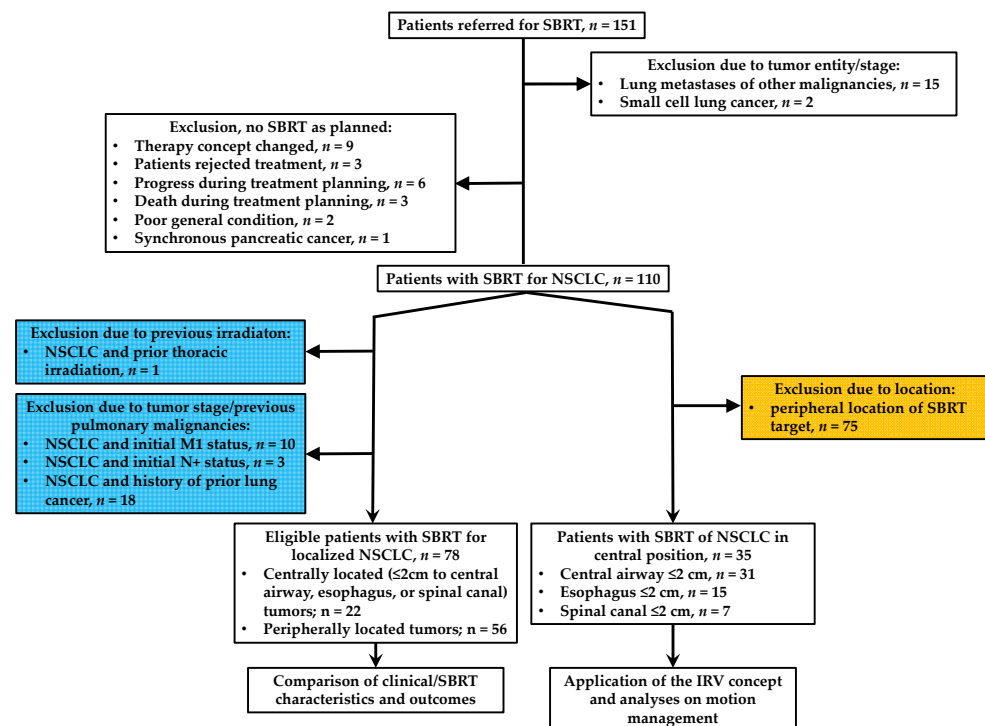 Patients referred for SBRT, n = 151
Exclusion due to tumor entity/stage:
• Lung metastases of other malignancies, n = 15
• Small cell lung cancer, n = 2
Exclusion, no SBRT as planned:
• Therapy concept changed, n = 9
• Patients rejected treatment, n = 3
• Progress during treatment planning, n = 6
• Death during treatment planning, n = 3
• Poor general condition, n = 2
• Synchronous pancreatic cancer, n = 1
Patients with SBRT for NSCLC, n = 110
Exclusion due to previous irradiaton:
• NSCLC and prior thoracic
irradiation, n = 1
Exclusion due to tumor stage/previous
pulmonary malignancies:
• NSCLC and initial M1 status, n = 10
• NSCLC and initial N+ status, n = 3
• NSCLC and history of prior lung
cancer, n = 18
Exclusion due to location:
• peripheral location of SBRT
target, n = 75
Eligible patients with SBRT for
localized NSCLC, n = 78
• Centrally located (≤2cm to central
airway, esophagus, or spinal canal)
tumors; n = 22
• Peripherally located tumors; n = 56
Patients with SBRT of NSCLC in
central position, n = 35
• Central airway ≤2 cm, n = 31
• Esophagus ≤2 cm, n = 15
• Spinal canal ≤2 cm, n = 7
Comparison of clinical/SBRT
characteristics and outcomes
Application of the IRV concept
and analyses on motion
management